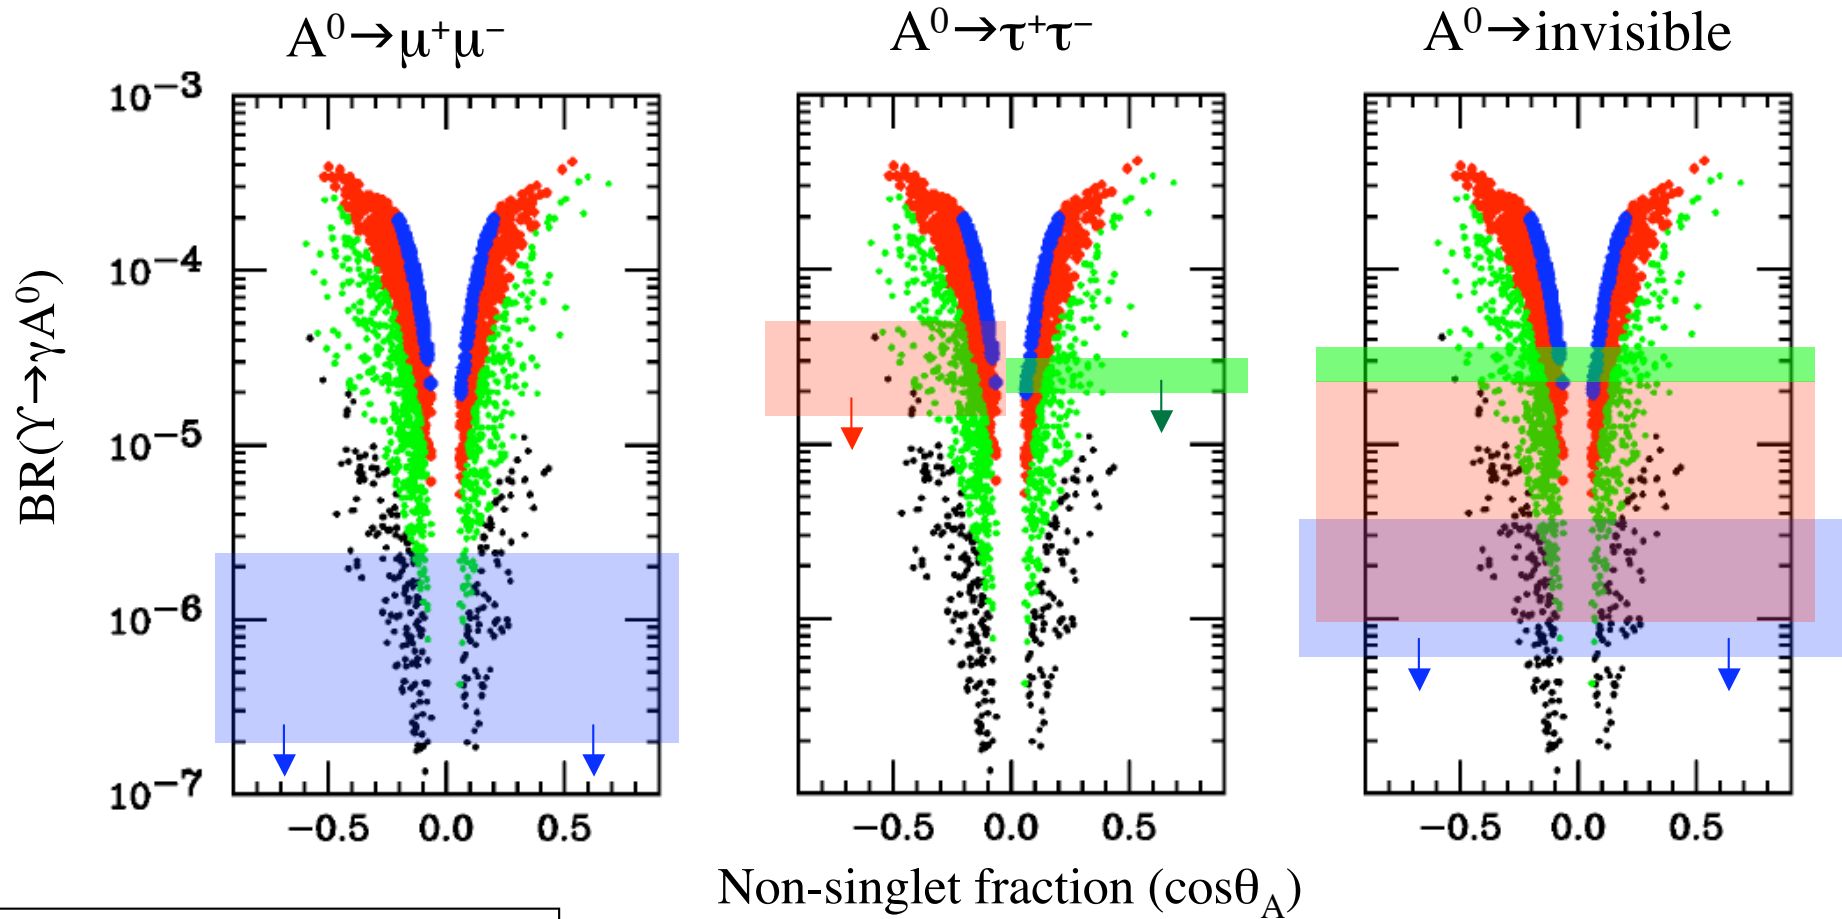 A⁰→μ⁺μ⁻
A⁰→τ⁺τ⁻
A⁰→invisible
BR(ϒ→γA⁰)
10⁻³
10⁻⁴
10⁻⁵
10⁻⁶
10⁻⁷
−0.5 0.0 0.5
−0.5 0.0 0.5
−0.5 0.0 0.5
Non-singlet fraction (cosθ_A)